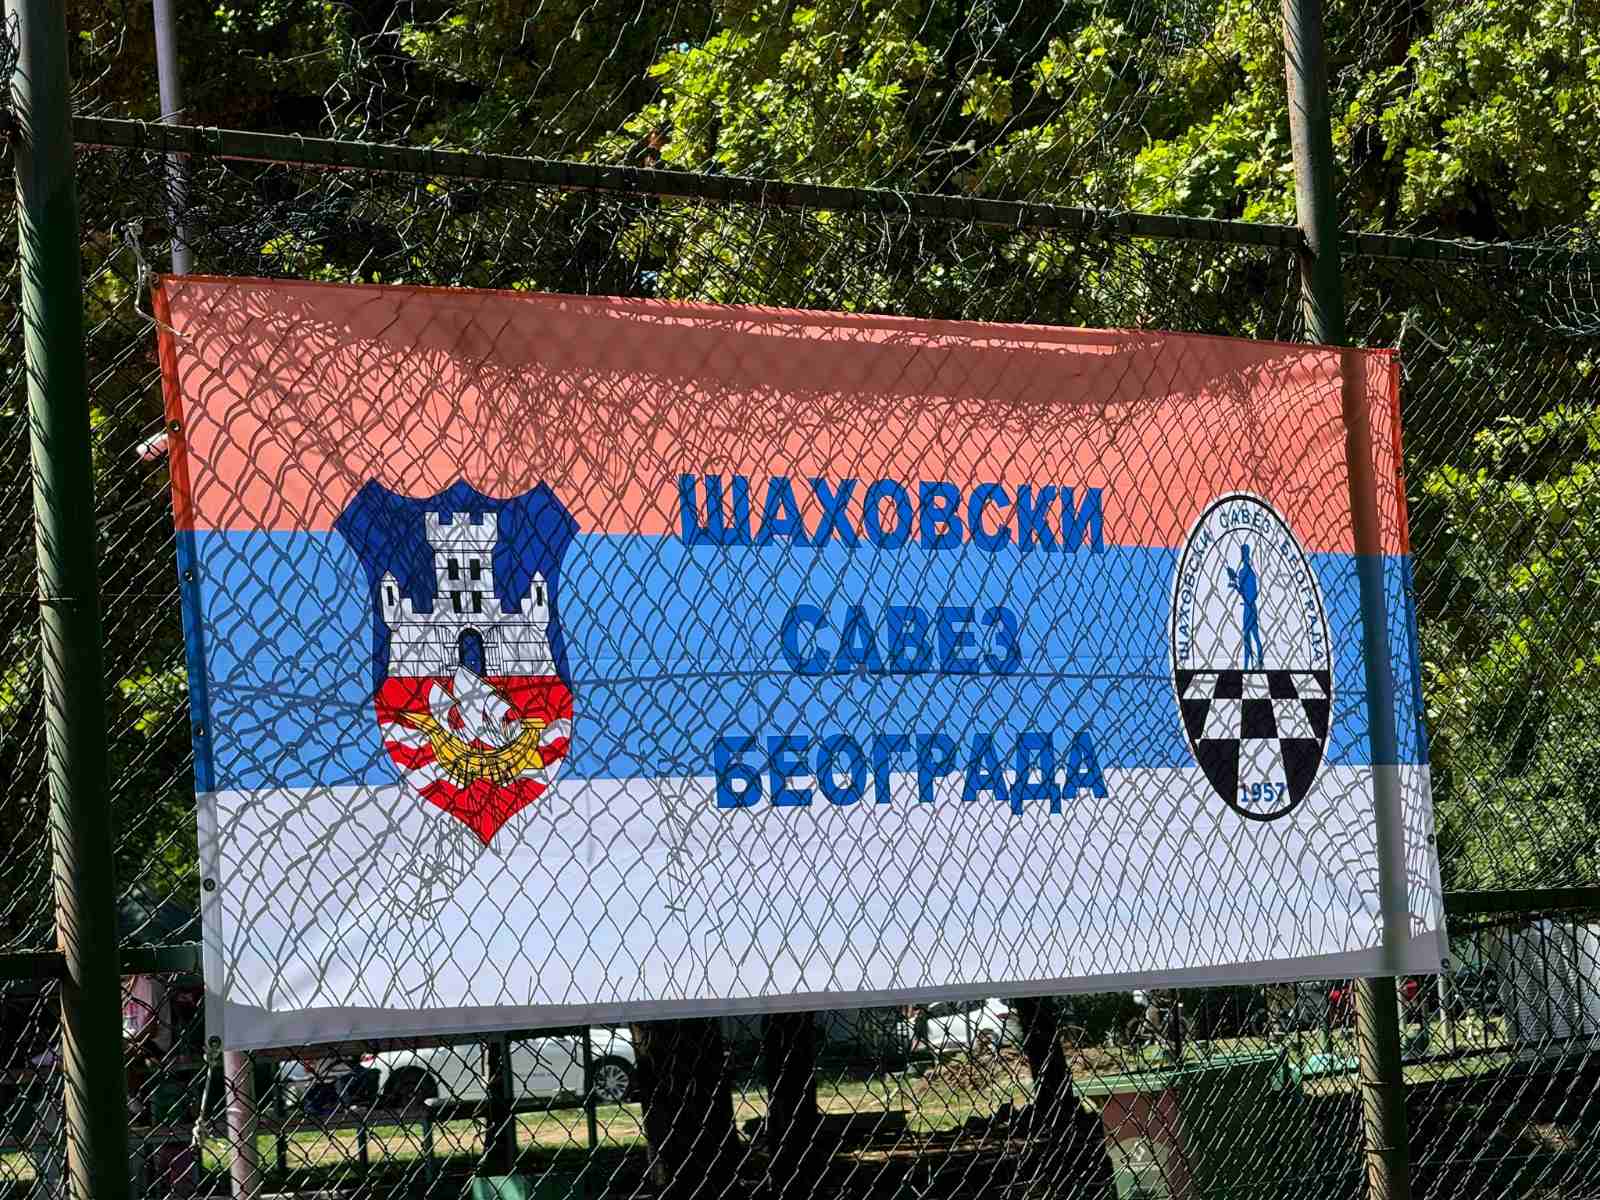 ШАХОВСКИ
САВЕЗ
БЕОГРАДА
ШАХОВСКИ САВЕЗ БЕОГРАДА
1957